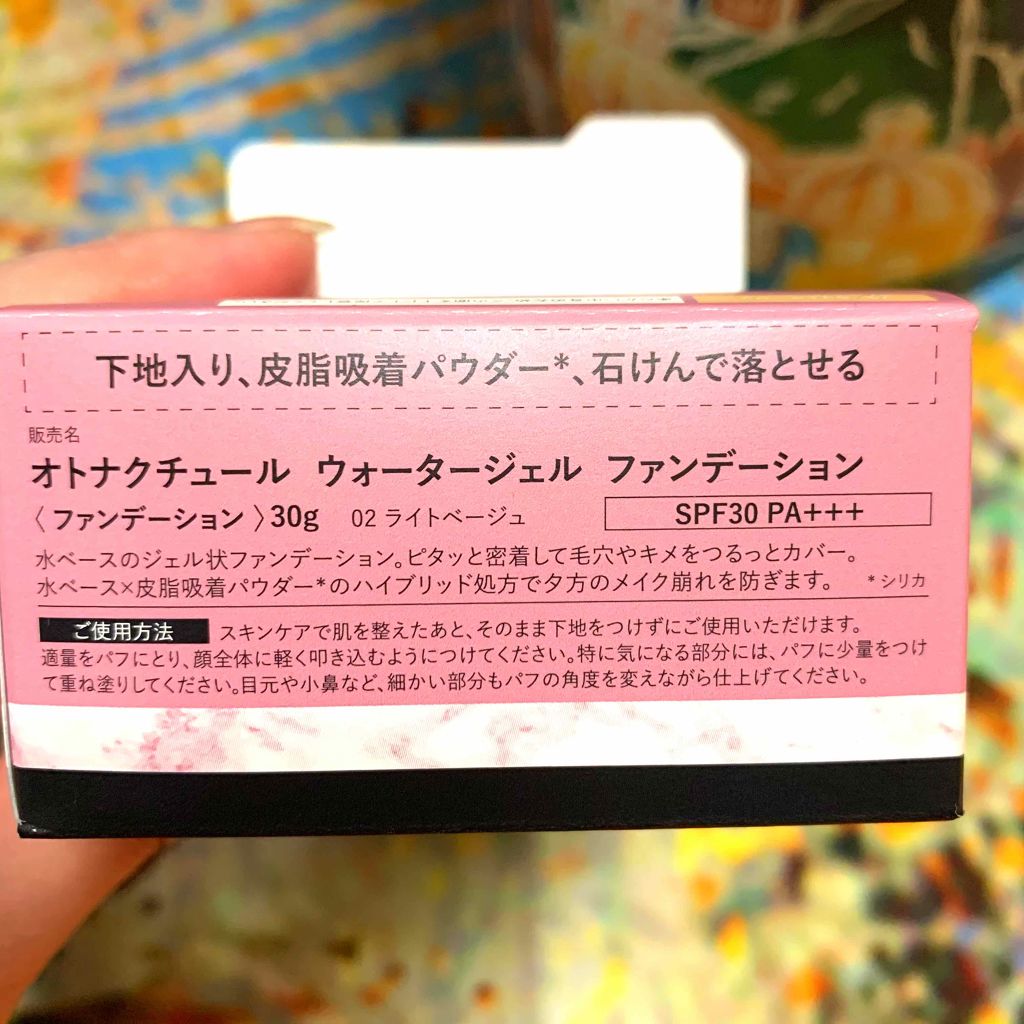 下地入り、皮脂吸着パウダー*、石けんで落とせる
販売名
オトナクチュール ウォータージェル ファンデーション
〈ファンデーション〉30g 02 ライトベージュ
SPF30 PA+++
水ベースのジェル状ファンデーション。ピタッと密着して毛穴やキメをつるっとカバー。
水ベース×皮脂吸着パウダー*のハイブリッド処方で夕方のメイク崩れを防ぎます。 *シリカ
ご使用方法 スキンケアで肌を整えたあと、そのまま下地をつけずにご使用いただけます。
適量をパフにとり、顔全体に軽く叩き込むようにつけてください。特に気になる部分には、パフに少量をつけ
て重ね塗りしてください。目元や小鼻など、細かい部分もパフの角度を変えながら仕上げてください。